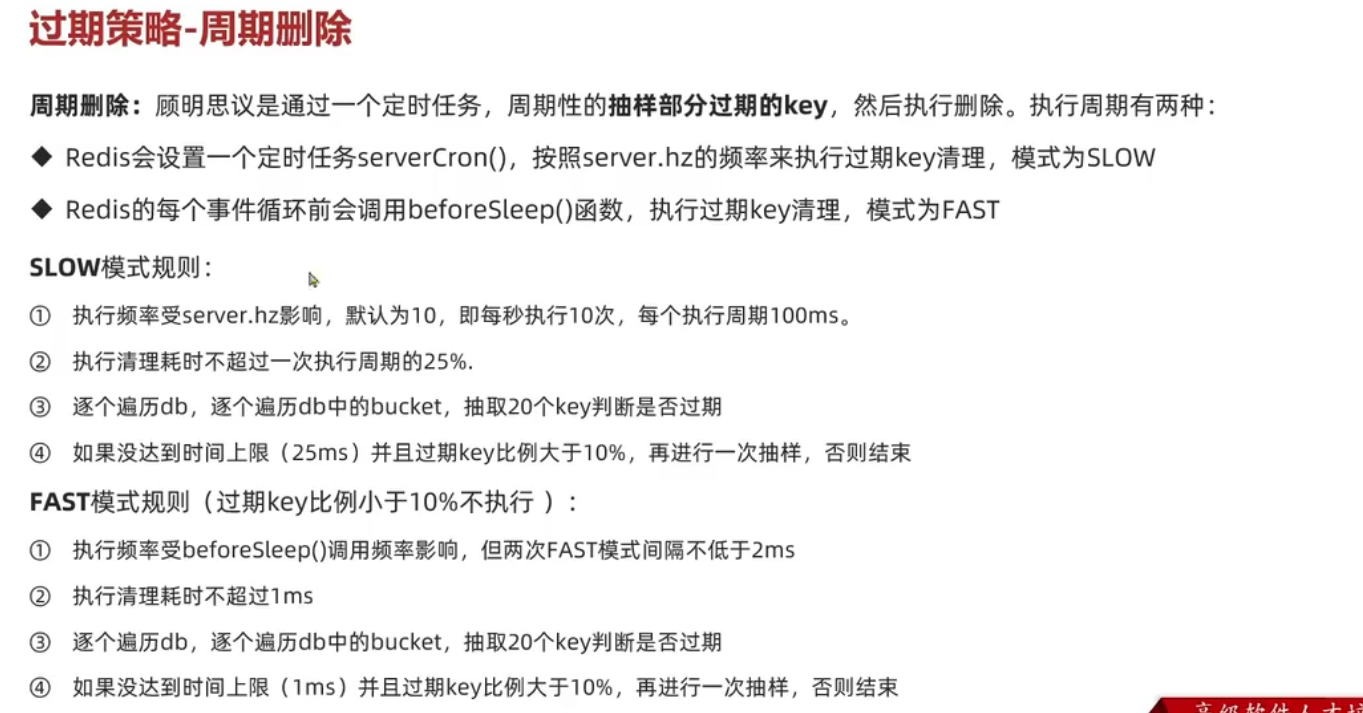 过期策略-周期删除
周期删除：顾明思议是通过一个定时任务，周期性的抽样部分过期的key，然后执行删除。执行周期有两种：
◆ Redis会设置一个定时任务serverCron()，按照server.hz的频率来执行过期key清理，模式为SLOW
◆ Redis的每个事件循环前会调用beforeSleep()函数，执行过期key清理，模式为FAST
SLOW模式规则：
① 执行频率受server.hz影响，默认为10，即每秒执行10次，每个执行周期100ms。
② 执行清理耗时不超过一次执行周期的25%.
③ 逐个遍历db，逐个遍历db中的bucket，抽取20个key判断是否过期
④ 如果没达到时间上限（25ms）并且过期key比例大于10%，再进行一次抽样，否则结束
FAST模式规则（过期key比例小于10%不执行 ）：
① 执行频率受beforeSleep()调用频率影响，但两次FAST模式间隔不低于2ms
② 执行清理耗时不超过1ms
③ 逐个遍历db，逐个遍历db中的bucket，抽取20个key判断是否过期
④ 如果没达到时间上限（1ms）并且过期key比例大于10%，再进行一次抽样，否则结束